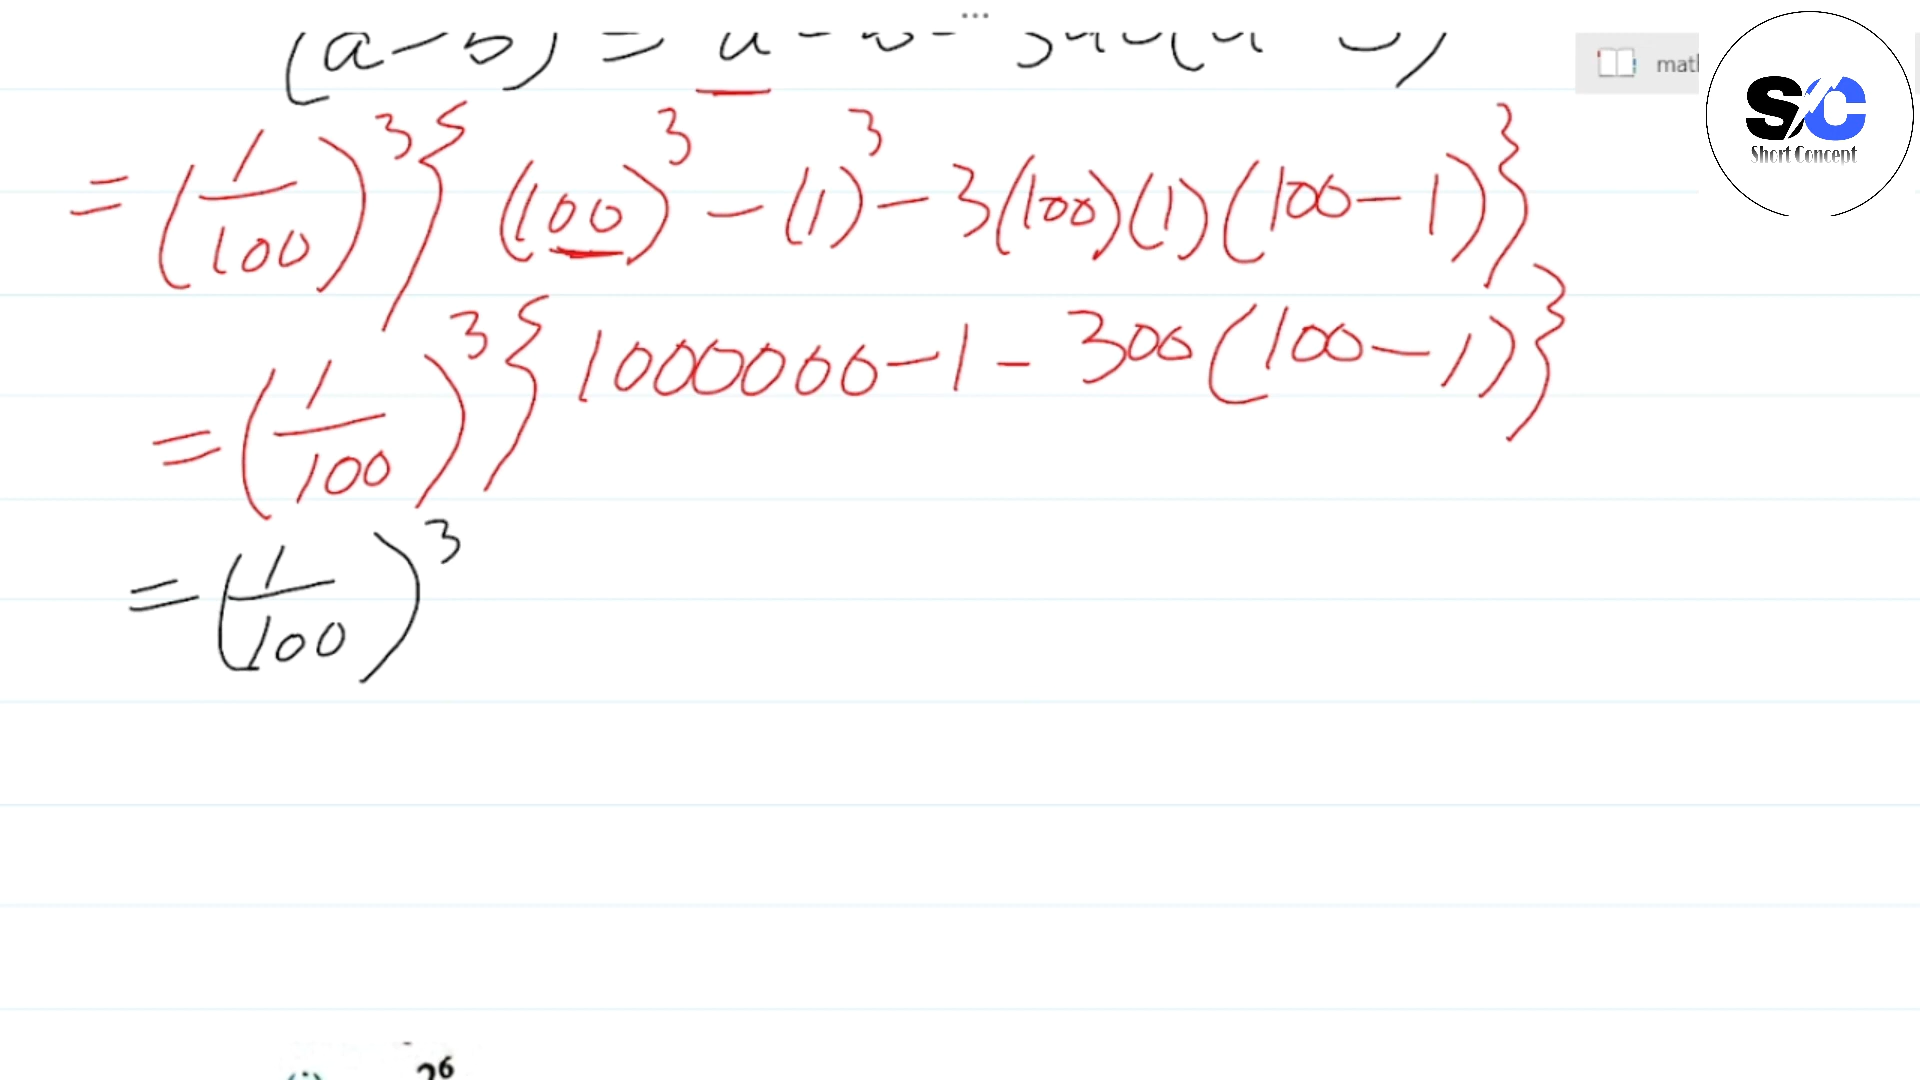 ...
= (1/100)³ { (100)³ - (1)³ - 3(100)(1)(100-1) }
= (1/100)³ { 1000000 - 1 - 300(100-1) }
= (1/100)³
SC
Short Concept